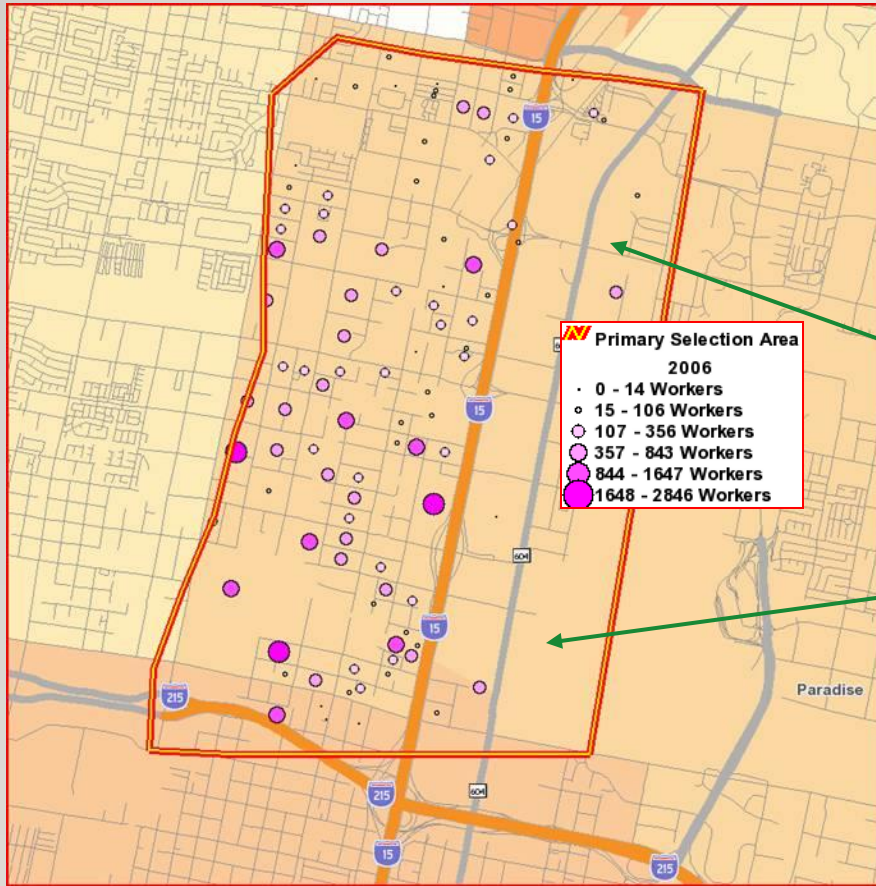 15
Primary Selection Area
2006
0 - 14 Workers
15 - 106 Workers
107 - 356 Workers
357 - 843 Workers
844 - 1647 Workers
1648 - 2846 Workers
15
604
15
Paradise
215
604
215
15
215